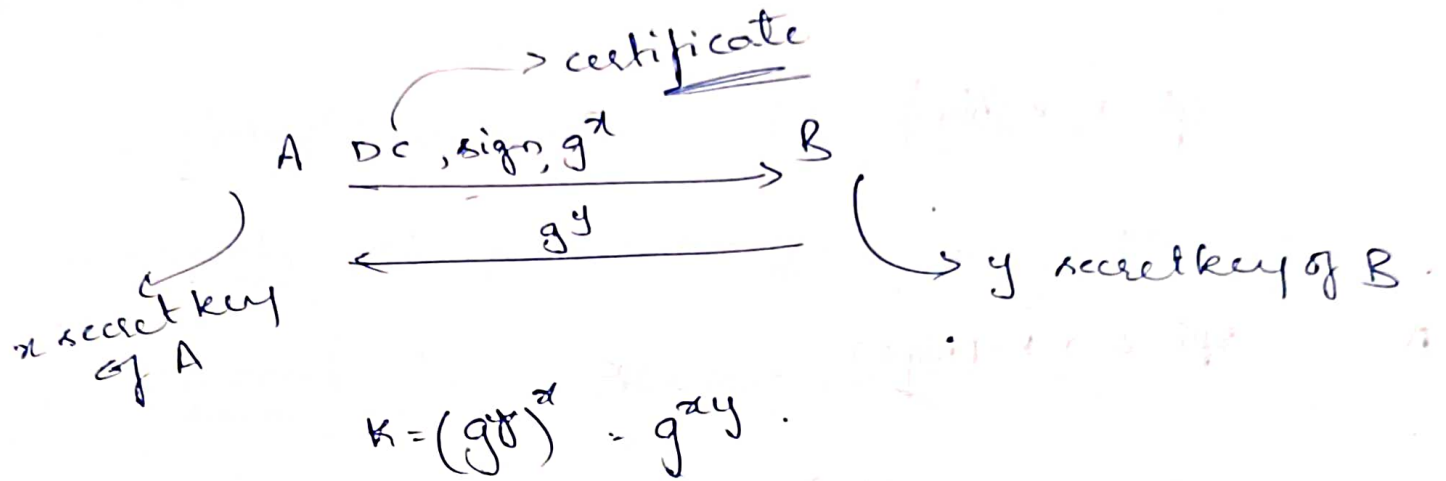 certificate
A DC, sign, g^x B
g^y
x secret key
of A
y secret key of B.
K = (g^y)^x = g^xy.